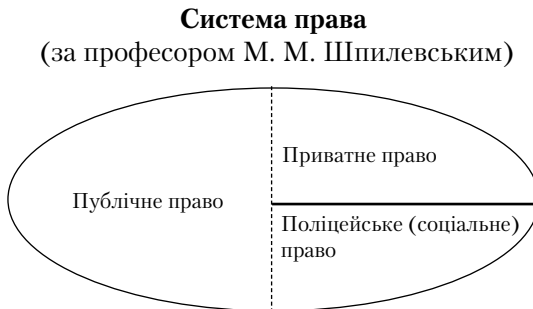 Система права
(за професором М. М. Шпилевським)
Публічне право
Приватне право
Поліцейське (соціальне)
право